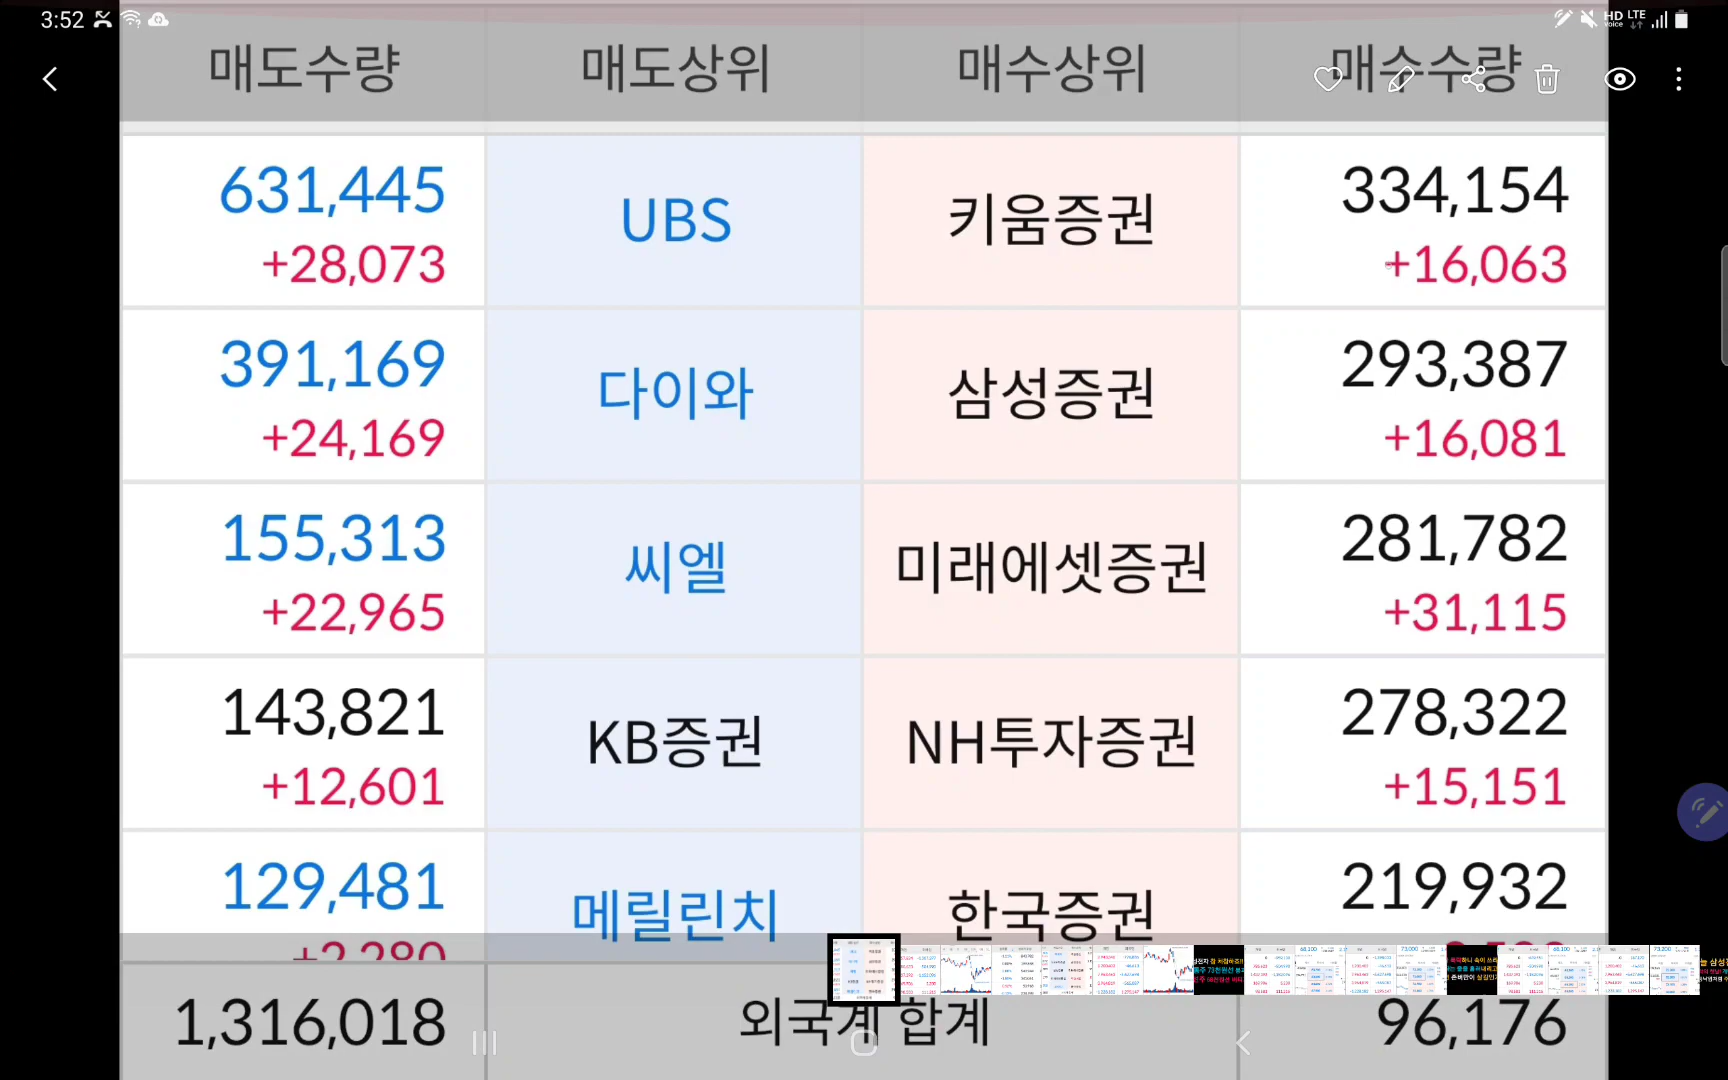 3:52
HD voice LTE
매도수량 매도상위 매수상위 매수수량
631,445 UBS 키움증권 334,154
+28,073 +16,063
391,169 다이와 삼성증권 293,387
+24,169 +16,081
155,313 씨엘 미래에셋증권 281,782
+22,965 +31,115
143,821 KB증권 NH투자증권 278,322
+12,601 +15,151
129,481 메릴린치 한국증권 219,932
+2,280
1,316,018 외국계 합계 96,176